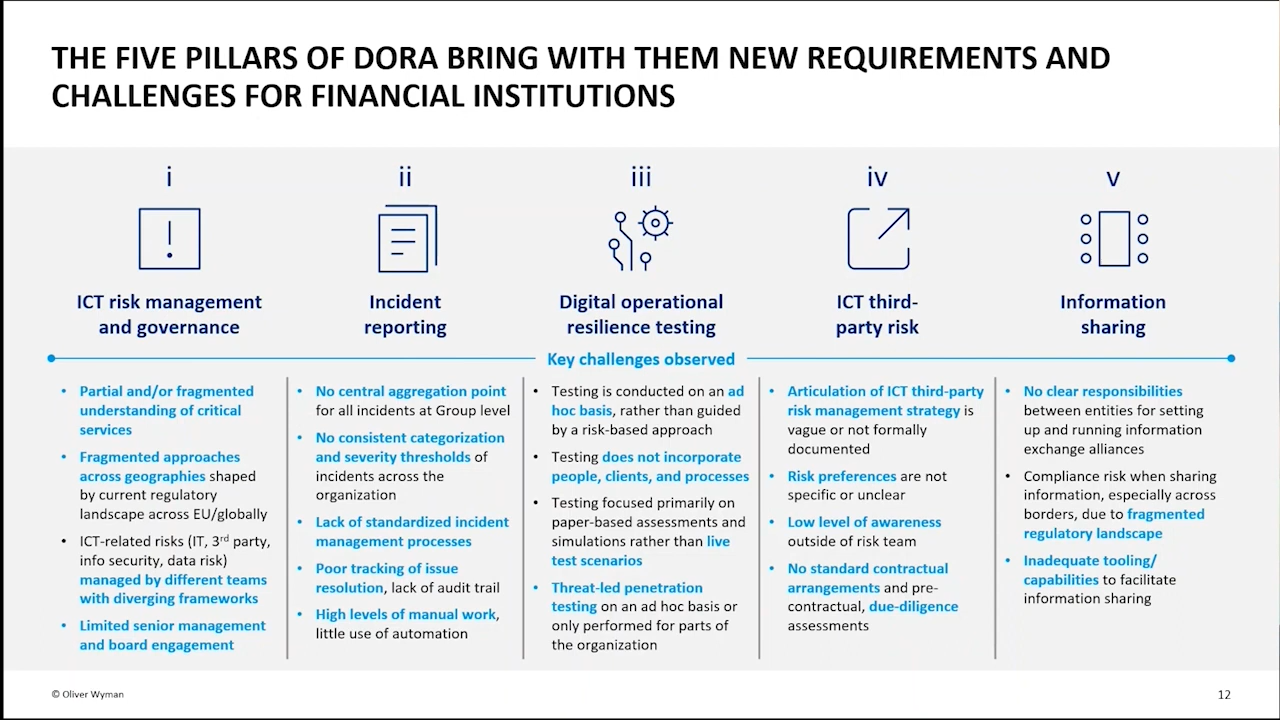 THE FIVE PILLARS OF DORA BRING WITH THEM NEW REQUIREMENTS AND
CHALLENGES FOR FINANCIAL INSTITUTIONS
i
ICT risk management
and governance
ii
Incident
reporting
iii
Digital operational
resilience testing
iv
ICT third-
party risk
v
Information
sharing
Key challenges observed
• Partial and/or fragmented
understanding of critical
services
• Fragmented approaches
across geographies shaped
by current regulatory
landscape across EU/globally
• ICT-related risks (IT, 3rd party,
info security, data risk)
managed by different teams
with diverging frameworks
• Limited senior management
and board engagement
• No central aggregation point
for all incidents at Group level
• No consistent categorization
and severity thresholds of
incidents across the
organization
• Lack of standardized incident
management processes
• Poor tracking of issue
resolution, lack of audit trail
• High levels of manual work,
little use of automation
• Testing is conducted on an ad
hoc basis, rather than guided
by a risk-based approach
• Testing does not incorporate
people, clients, and processes
• Testing focused primarily on
paper-based assessments and
simulations rather than live
test scenarios
• Threat-led penetration
testing on an ad hoc basis or
only performed for parts of
the organization
• Articulation of ICT third-party
risk management strategy is
vague or not formally
documented
• Risk preferences are not
specific or unclear
• Low level of awareness
outside of risk team
• No standard contractual
arrangements and pre-
contractual, due-diligence
assessments
• No clear responsibilities
between entities for setting
up and running information
exchange alliances
• Compliance risk when sharing
information, especially across
borders, due to fragmented
regulatory landscape
• Inadequate tooling/
capabilities to facilitate
information sharing
© Oliver Wyman
12